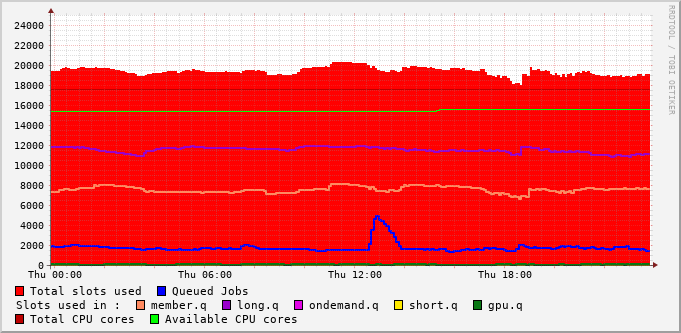 24000
22000
20000
18000
16000
14000
12000
10000
8000
6000
4000
2000
0
Thu 00:00 Thu 06:00 Thu 12:00 Thu 18:00
RRDTOOL / TOBI OETIKER
Total slots used Queued Jobs
Slots used in : member.q long.q ondemand.q short.q gpu.q
Total CPU cores Available CPU cores